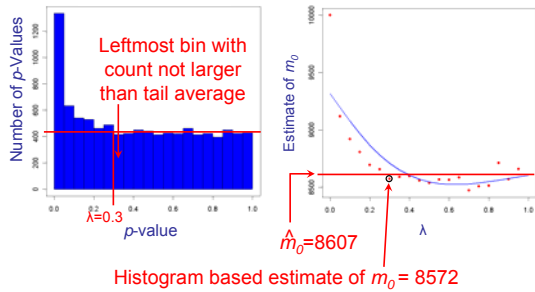 Leftmost bin with
count not larger
than tail average
Number of p-Values
0 200 400 600 800 1000 1200
0.0 0.2 0.4 0.6 0.8 1.0
λ=0.3
p-value
Estimate of m₀
8500 9000 9500 10000
0.0 0.2 0.4 0.6 0.8 1.0
λ
m̂₀=8607
Histogram based estimate of m₀ = 8572